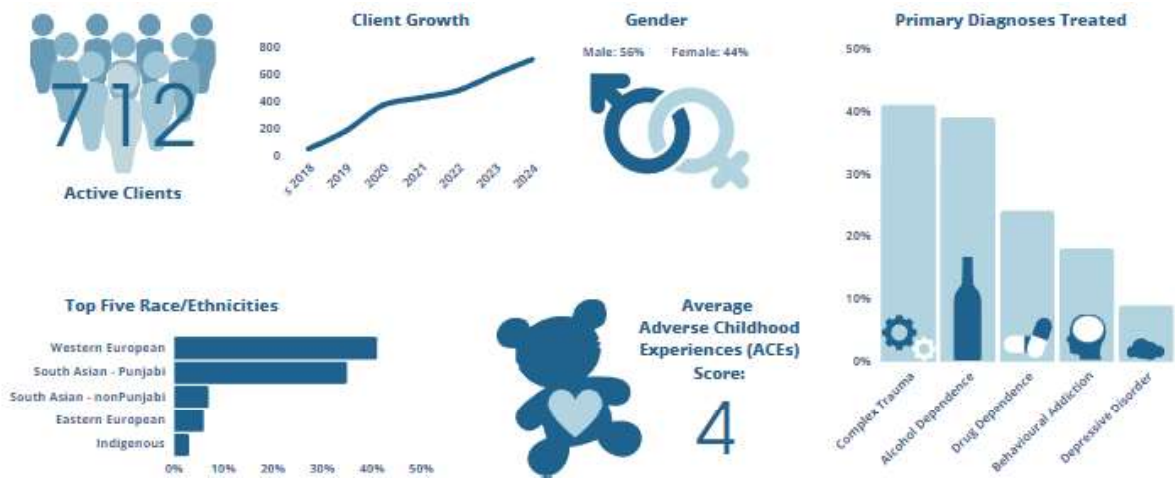 712
Active Clients
Client Growth
800
600
400
200
0
s 2018
2019
2020
2021
2022
2023
2024
Gender
Male: 56%
Female: 44%
Primary Diagnoses Treated
50%
40%
30%
20%
10%
0%
Complex Trauma
Alcohol Dependence
Drug Dependence
Behavioural Addiction
Depressive Disorder
Top Five Race/Ethnicities
Western European
South Asian - Punjabi
South Asian - nonPunjabi
Eastern European
Indigenous
0%
10%
20%
30%
40%
50%
Average
Adverse Childhood
Experiences (ACEs)
Score:
4